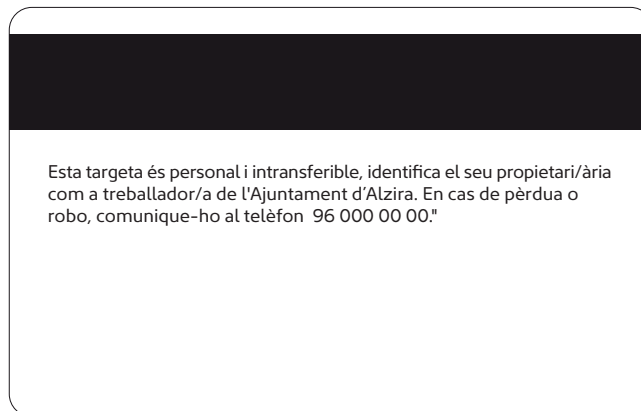 Esta targeta és personal i intransferible, identifica el seu propietari/ària
com a treballador/a de l'Ajuntament d’Alzira. En cas de pèrdua o
robo, comunique-ho al telèfon  96 000 00 00."